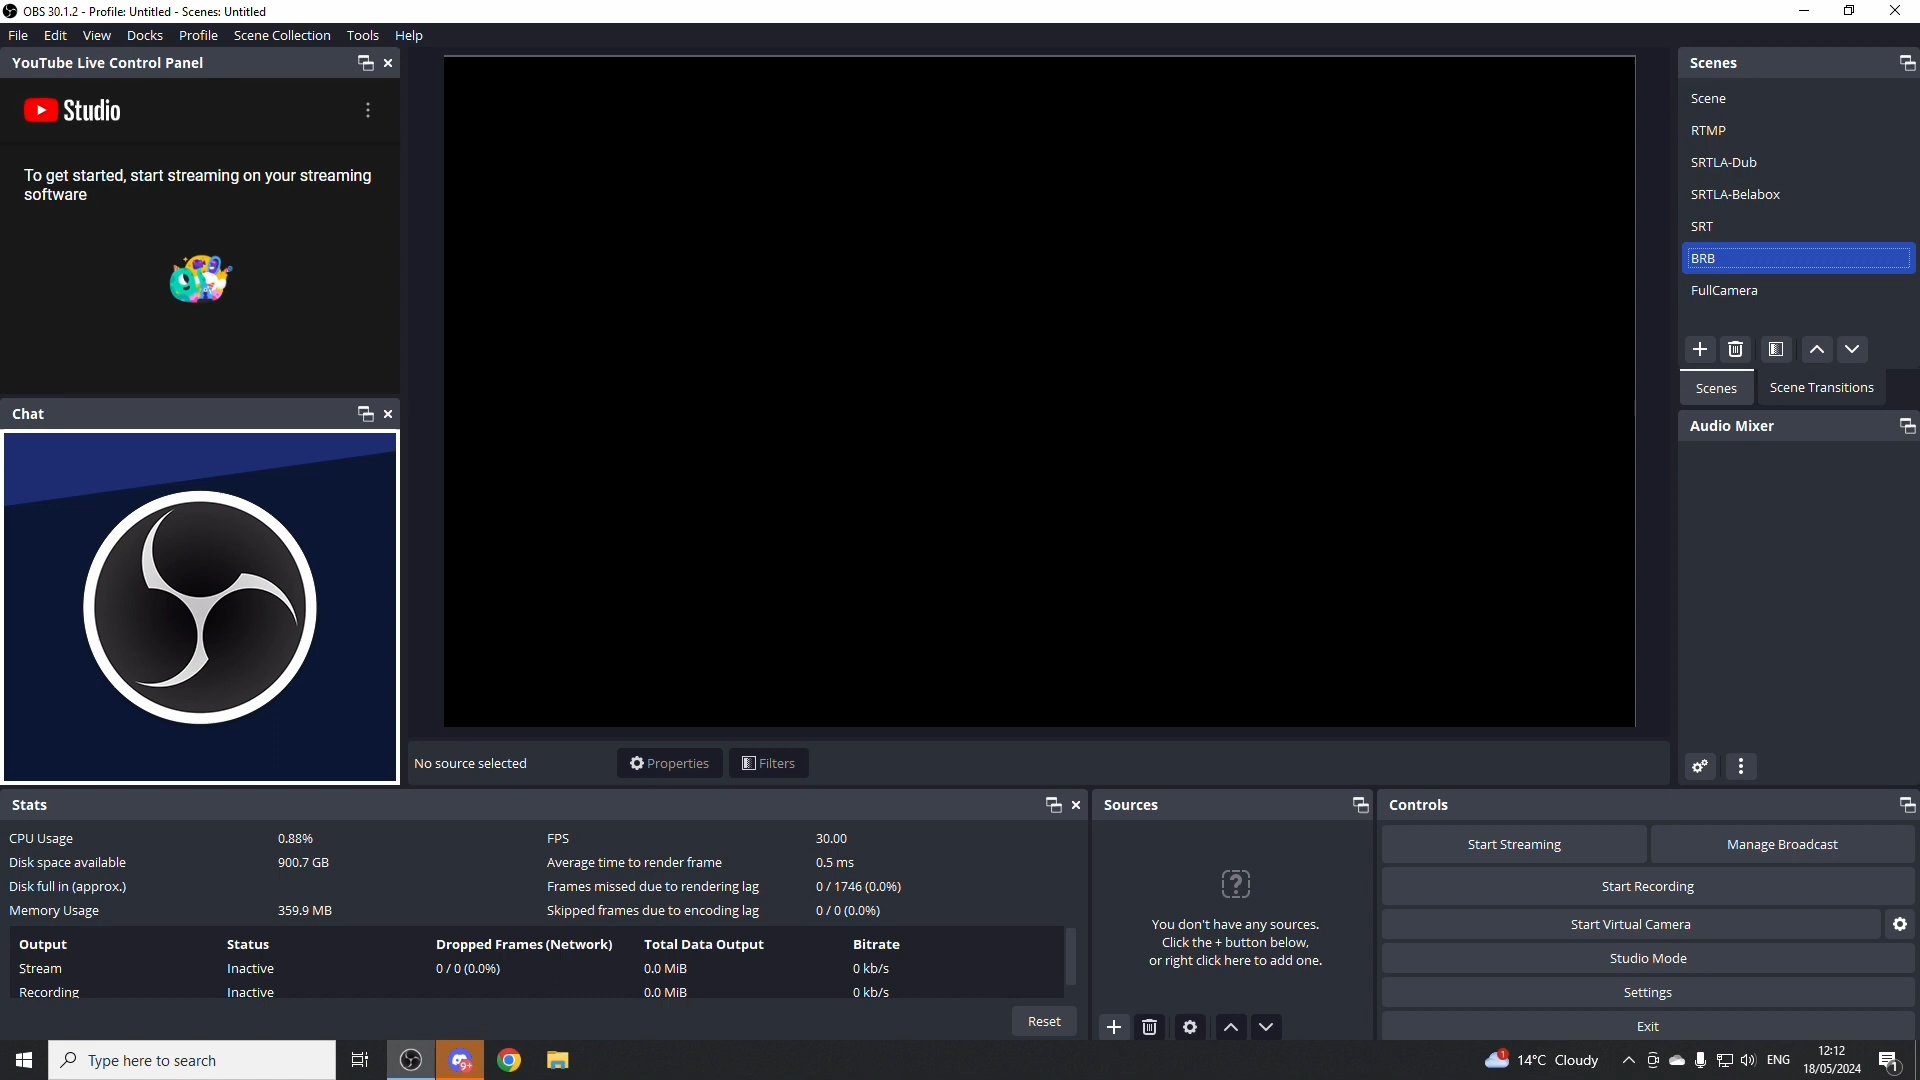 OBS 30.1.2 - Profile: Untitled - Scenes: Untitled
File Edit View Docks Profile Scene Collection Tools Help
YouTube Live Control Panel
Studio
To get started, start streaming on your streaming
software
Chat
No source selected
Properties
Filters
Scenes
Scene
RTMP
SRTLA-Dub
SRTLA-Belabox
SRT
BRB
FullCamera
Scenes
Scene Transitions
Audio Mixer
Stats
CPU Usage 0.88% FPS 30.00
Disk space available 900.7 GB Average time to render frame 0.5 ms
Disk full in (approx.) Frames missed due to rendering lag 0 / 1746 (0.0%)
Memory Usage 359.9 MB Skipped frames due to encoding lag 0 / 0 (0.0%)
Output Status Dropped Frames (Network) Total Data Output Bitrate
Stream Inactive 0 / 0 (0.0%) 0.0 MiB 0 kb/s
Recording Inactive 0.0 MiB 0 kb/s
Reset
Sources
You don't have any sources.
Click the + button below,
or right click here to add one.
Controls
Start Streaming
Manage Broadcast
Start Recording
Start Virtual Camera
Studio Mode
Settings
Exit
Type here to search
9+
1
14°C Cloudy
ENG
12:12
18/05/2024
1